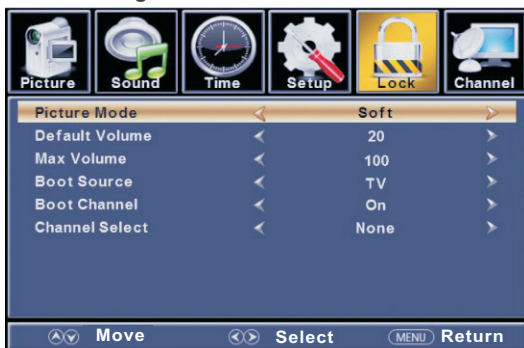 Picture Sound Time Setup Lock Channel
Picture Mode Soft
Default Volume 20
Max Volume 100
Boot Source TV
Boot Channel On
Channel Select None
Move Select MENU Return